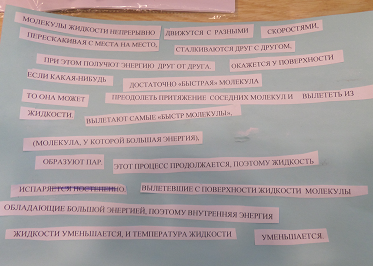 МОЛЕКУЛЫ ЖИДКОСТИ НЕПРЕРЫВНО ДВИЖУТСЯ С РАЗНЫМИ СКОРОСТЯМИ,
ПЕРЕСКАКИВАЯ С МЕСТА НА МЕСТО, СТАЛКИВАЮТСЯ ДРУГ С ДРУГОМ,
ПРИ ЭТОМ ПОЛУЧЮТ ЭНЕРГИЮ ДРУГ ОТ ДРУГА. ОКАЖЕТСЯ У ПОВЕРХНОСТИ
ЕСЛИ КАКАЯ-НИБУДЬ ДОСТАТОЧНО «БЫСТРАЯ» МОЛЕКУЛА
ТО ОНА МОЖЕТ ПРЕОДОЛЕТЬ ПРИТЯЖЕНИЕ СОСЕДНИХ МОЛЕКУЛ И ВЫЛЕТЕТЬ ИЗ
ЖИДКОСТИ. ВЫЛЕТАЮТ САМЫЕ «БЫСТР МОЛЕКУЛЫ»,
(МОЛЕКУЛА, У КОТОРОЙ БОЛЬШАЯ ЭНЕРГИЯ),
ОБРАЗУЮТ ПАР. ЭТОТ ПРОЦЕСС ПРОДОЛЖАЕТСЯ, ПОЭТОМУ ЖИДКОСТЬ
ИСПАРЯЕТСЯ ПОСТЕПЕННО. ВЫЛЕТЕВШИЕ С ПОВЕРХНОСТИ ЖИДКОСТИ МОЛЕКУЛЫ
ОБЛАДАЮЩИЕ БОЛЬШОЙ ЭНЕРГИЕЙ, ПОЭТОМУ ВНУТРЕННЯЯ ЭНЕРГИЯ
ЖИДКОСТИ УМЕНЬШАЕТСЯ, И ТЕМПЕРАТУРА ЖИДКОСТИ УМЕНЬШАЕТСЯ.